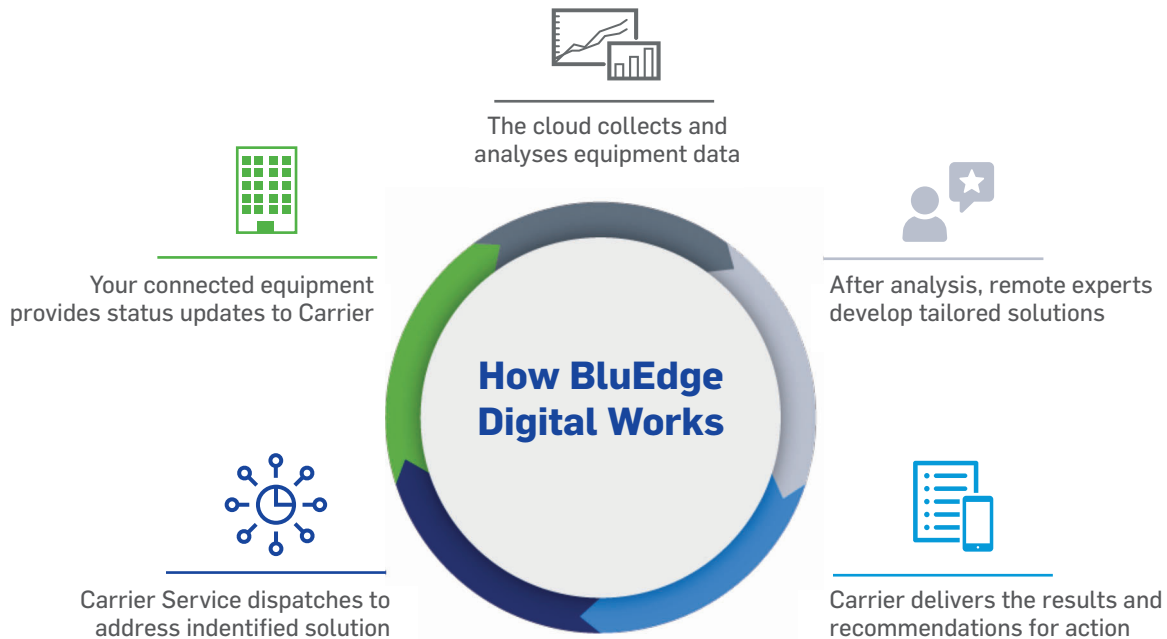 The cloud collects and
analyses equipment data
Your connected equipment
provides status updates to Carrier
After analysis, remote experts
develop tailored solutions
How BluEdge
Digital Works
Carrier Service dispatches to
address indentified solution
Carrier delivers the results and
recommendations for action